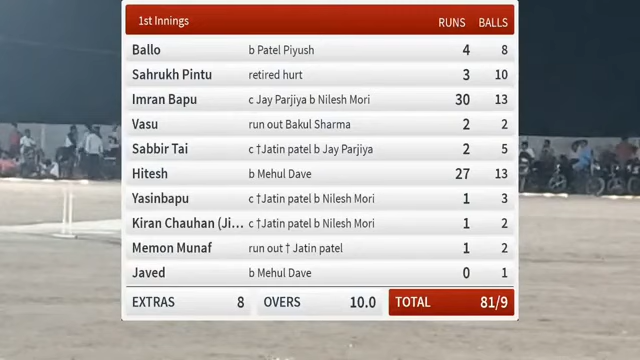 1st Innings RUNS BALLS
Ballo b Patel Piyush 4 8
Sahrukh Pintu retired hurt 3 10
Imran Bapu c Jay Parjiya b Nilesh Mori 30 13
Vasu run out Bakul Sharma 2 2
Sabbir Tai c †Jatin patel b Jay Parjiya 2 5
Hitesh b Mehul Dave 27 13
Yasinbapu c †Jatin patel b Nilesh Mori 1 3
Kiran Chauhan (Ji... c †Jatin patel b Nilesh Mori 1 2
Memon Munaf run out † Jatin patel 1 2
Javed b Mehul Dave 0 1
EXTRAS 8 OVERS 10.0 TOTAL 81/9